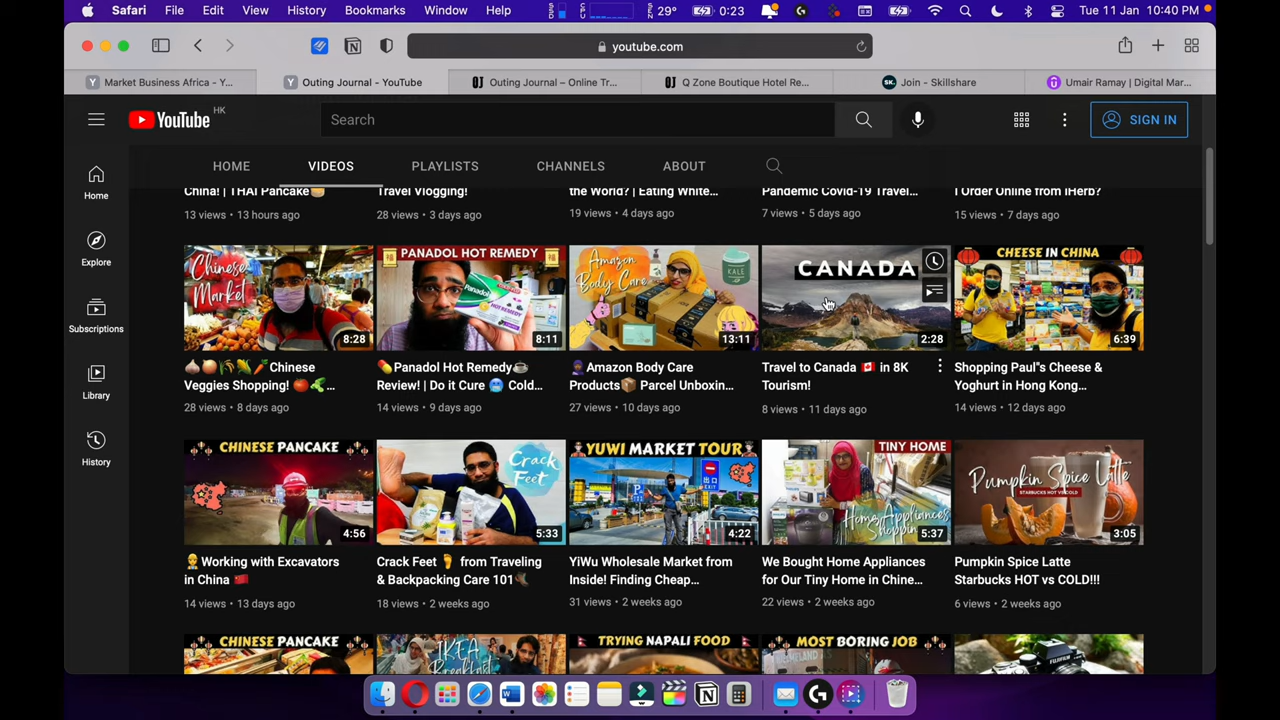 Safari File Edit View History Bookmarks Window Help 29° 0:23 Tue 11 Jan 10:40 PM
youtube.com
Market Business Africa - Y... Outing Journal - YouTube Outing Journal – Online Tr... Q Zone Boutique Hotel Re... Join - Skillshare Umair Ramay | Digital Mar...
YouTube HK Search SIGN IN
HOME VIDEOS PLAYLISTS CHANNELS ABOUT
Home
Explore
Subscriptions
Library
History
China! | THAI Pancake Travel Vlogging! the World? | Eating White... Pandemic Covid-19 Travel... I Order Online from iHerb?
13 views • 13 hours ago 28 views • 3 days ago 19 views • 4 days ago 7 views • 5 days ago 15 views • 7 days ago
Chinese
Market
8:28
PANADOL HOT REMEDY
Panadol
8:11
Amazon
Body Care
KALE
13:11
CANADA
2:28
CHEESE IN CHINA
6:39
Chinese
Veggies Shopping! ...
28 views • 8 days ago
Panadol Hot Remedy
Review! | Do it Cure Cold...
14 views • 9 days ago
Amazon Body Care
Products Parcel Unboxin...
27 views • 10 days ago
Travel to Canada in 8K
Tourism!
8 views • 11 days ago
Shopping Paul"s Cheese &
Yoghurt in Hong Kong...
14 views • 12 days ago
CHINESE PANCAKE
4:56
Crack
Feet
5:33
YUWI MARKET TOUR
出口
4:22
TINY HOME
Home Appliances
Shoppin
5:37
Pumpkin Spice Latte
STARBUCKS HOT vs COLD!!!
3:05
Working with Excavators
in China
14 views • 13 days ago
Crack Feet from Traveling
& Backpacking Care 101
18 views • 2 weeks ago
YiWu Wholesale Market from
Inside! Finding Cheap...
31 views • 2 weeks ago
We Bought Home Appliances
for Our Tiny Home in Chine...
22 views • 2 weeks ago
Pumpkin Spice Latte
Starbucks HOT vs COLD!!!
6 views • 2 weeks ago
CHINESE PANCAKE
IKEA
Breakfast
TRYING NAPALI FOOD
MOST BORING JOB
FUJIFILM